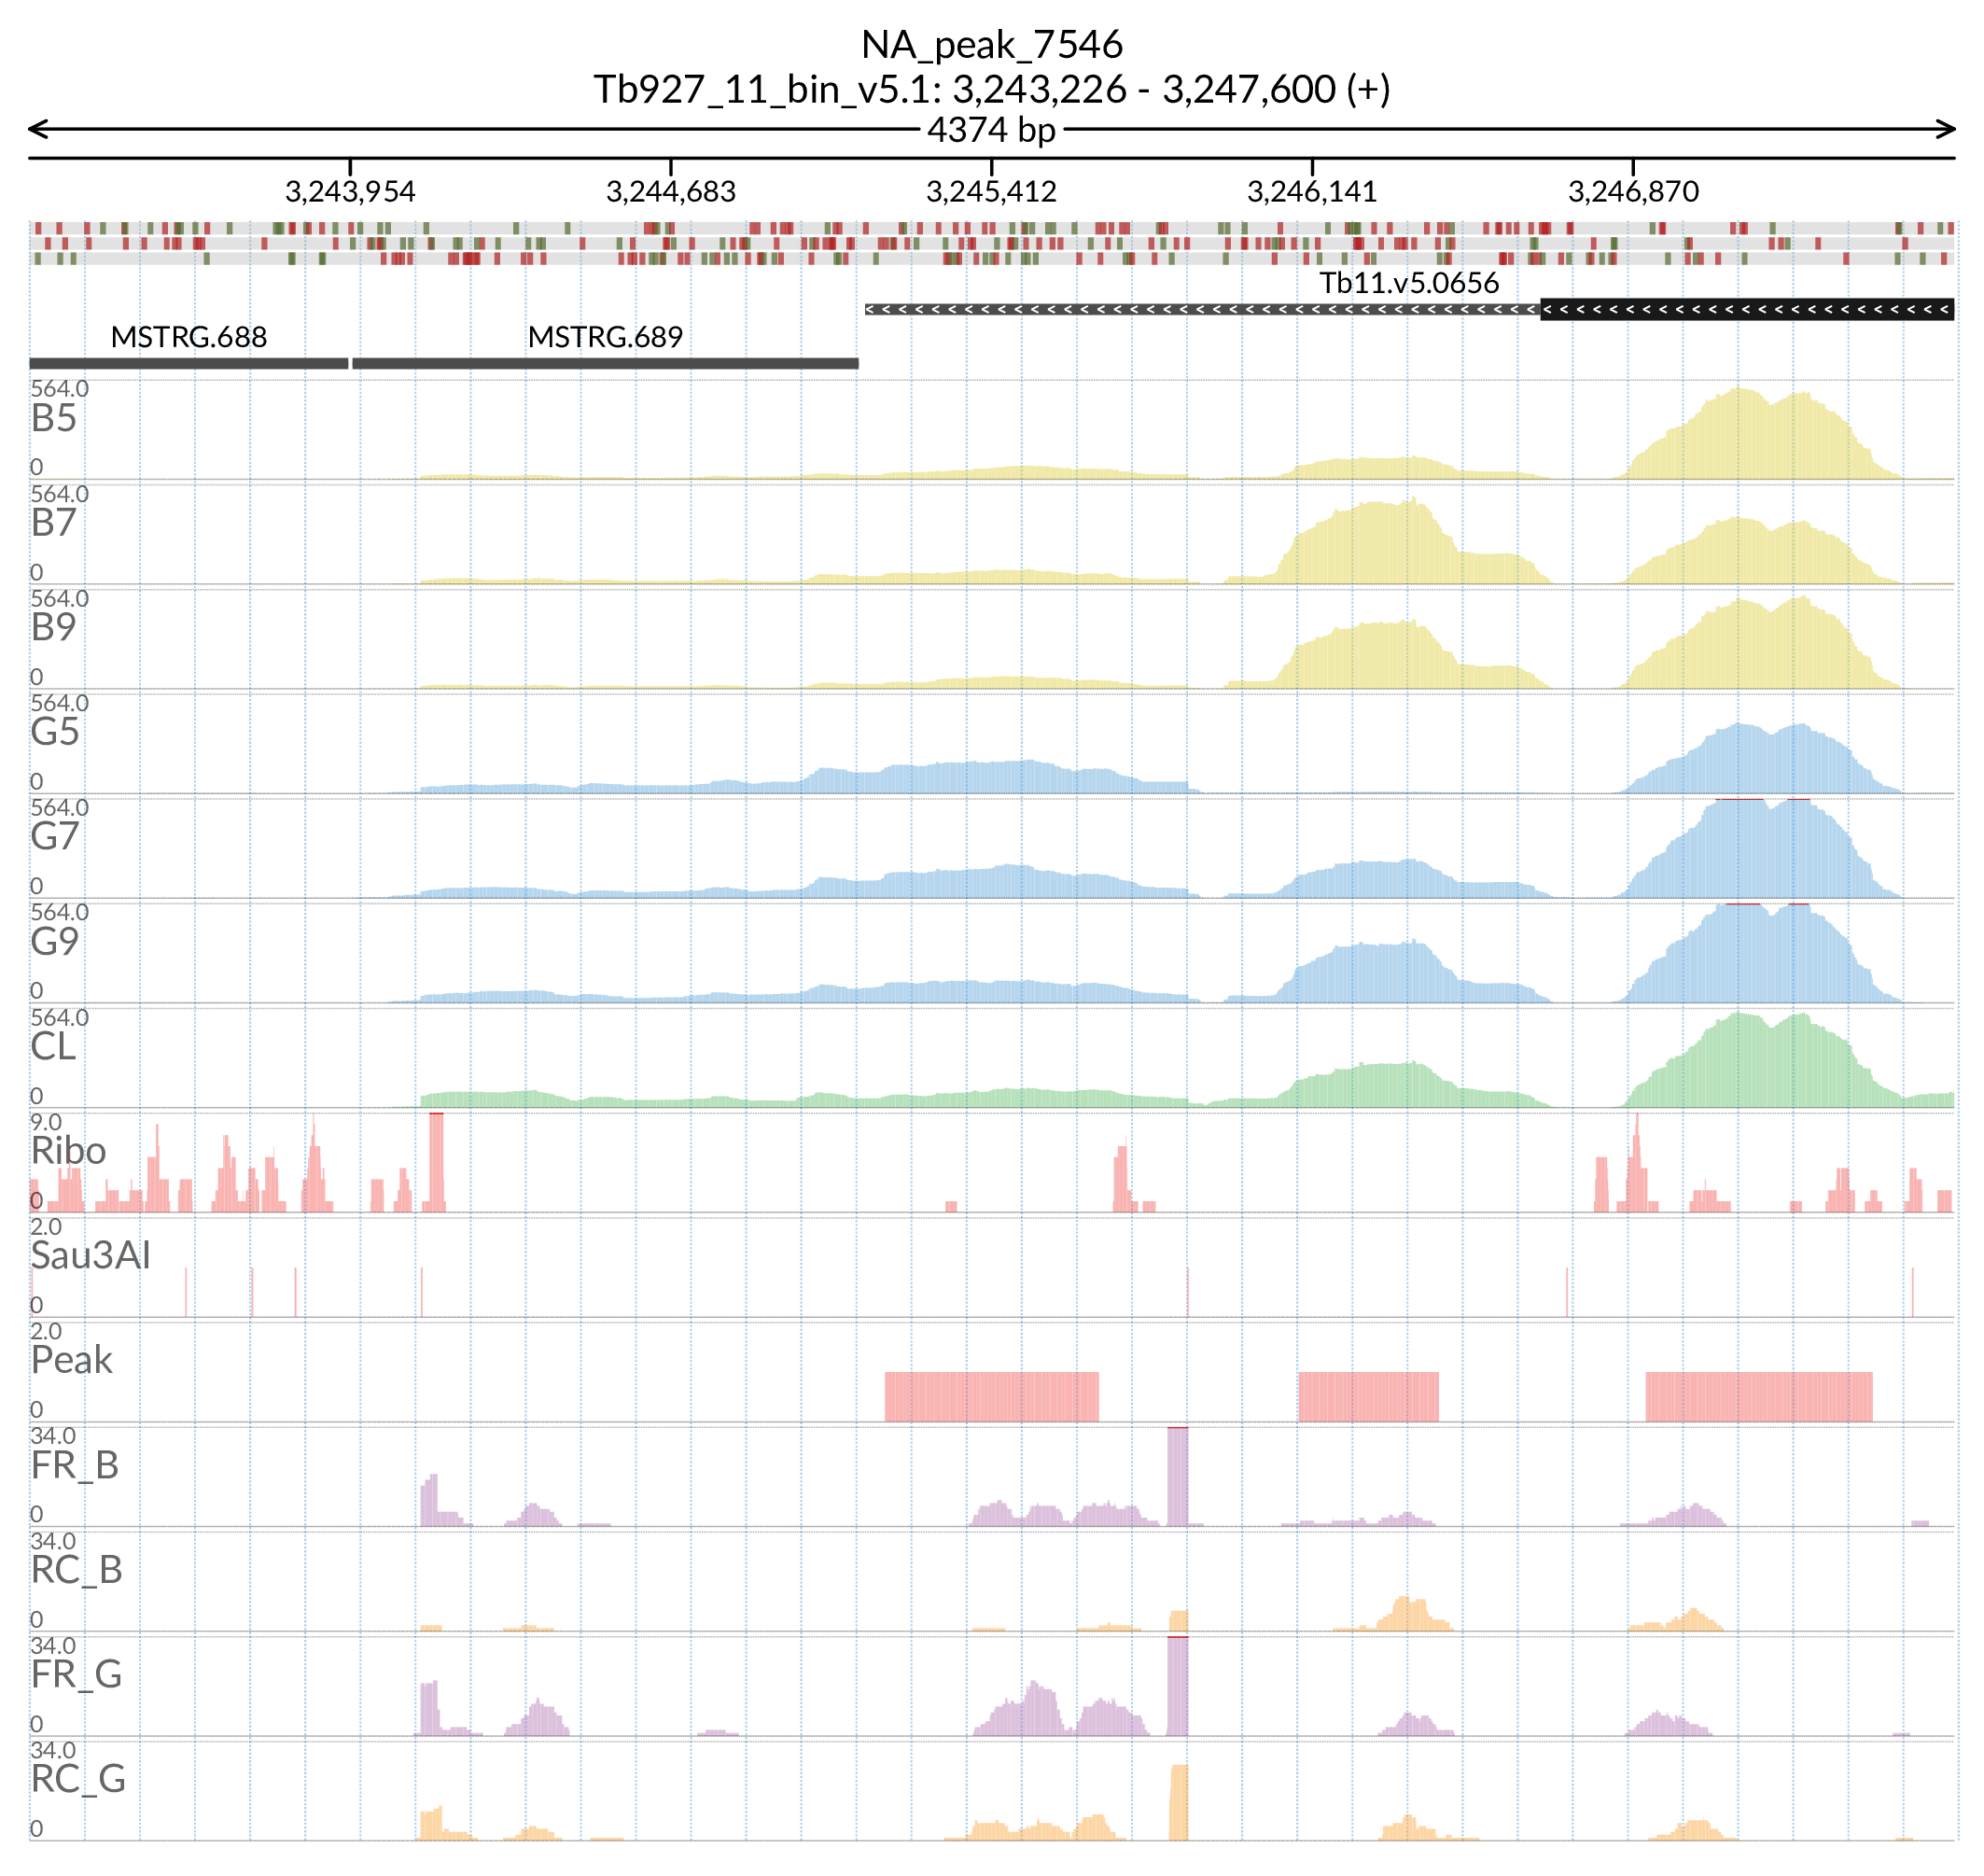 NA_peak_7546
Tb927_11_bin_v5.1: 3,243,226 - 3,247,600 (+)
4374 bp
3,243,954 3,244,683 3,245,412 3,246,141 3,246,870
Tb11.v5.0656
MSTRG.688 MSTRG.689
564.0
B5
0
564.0
B7
0
564.0
B9
0
564.0
G5
0
564.0
G7
0
564.0
G9
0
564.0
CL
0
9.0
Ribo
0
2.0
Sau3AI
0
2.0
Peak
0
34.0
FR_B
0
34.0
RC_B
0
34.0
FR_G
0
34.0
RC_G
0